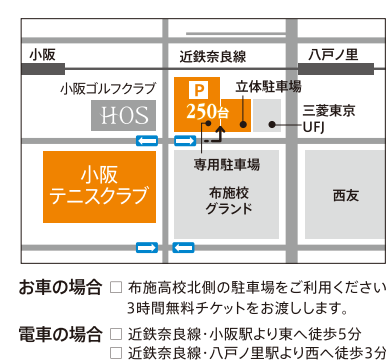 小阪
近鉄奈良線
八戸ノ里
小阪ゴルフクラブ
HOS
P
250台
立体駐車場
三菱東京
UFJ
専用駐車場
小阪
テニスクラブ
布施校
グランド
西友
お車の場合 □ 布施高校北側の駐車場をご利用ください
3時間無料チケットをお渡しします。
電車の場合 □ 近鉄奈良線・小阪駅より東へ徒歩5分
□ 近鉄奈良線・八戸ノ里駅より西へ徒歩3分